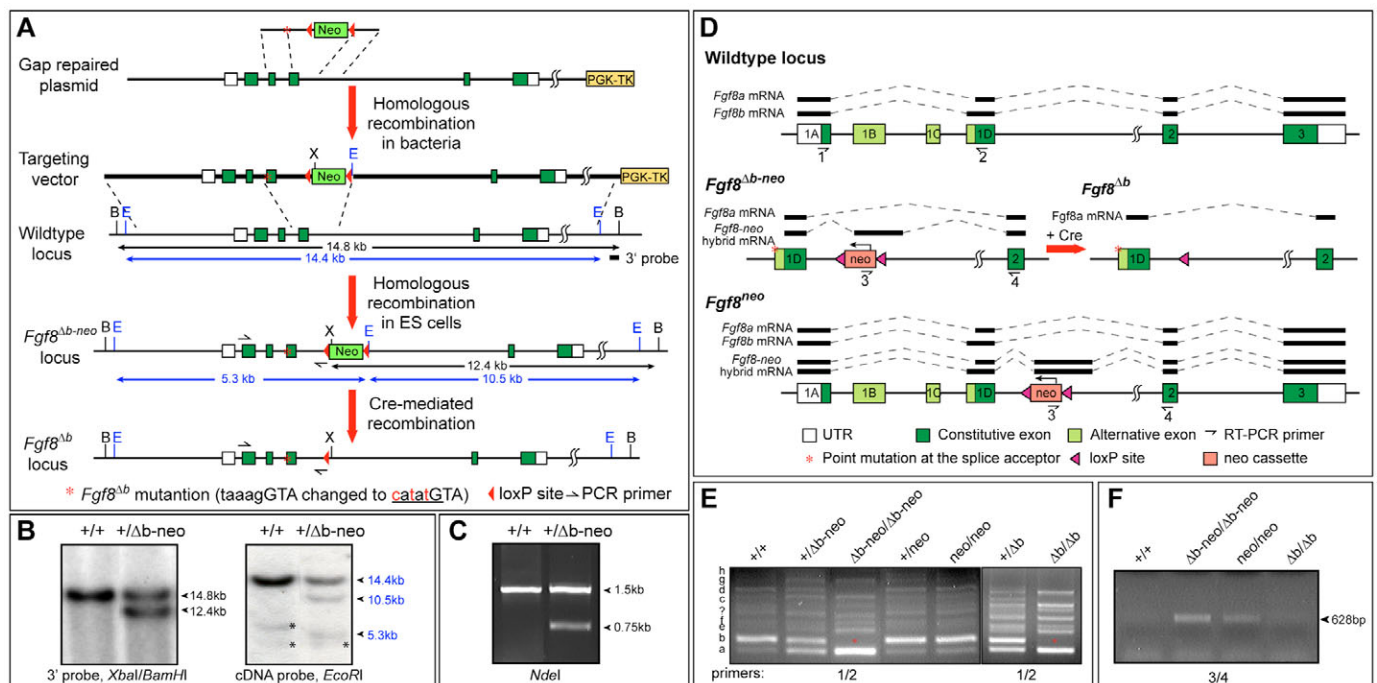 A
Neo
Gap repaired
plasmid
PGK-TK
Homologous
recombination
in bacteria
X
E
Targeting
vector
Neo
PGK-TK
B E
E B
Wildtype
locus
14.8 kb
14.4 kb
3' probe
Homologous
recombination
in ES cells
X
E
E B
Fgf8Δb-neo
locus
B E
Neo
12.4 kb
5.3 kb
10.5 kb
Cre-mediated
recombination
B E
X
E B
Fgf8Δb
locus
* Fgf8Δb mutantion (taaagGTA changed to catatGTA) loxP site PCR primer
B
+/+ +/Δb-neo
14.8kb
12.4kb
3' probe, XbaI/BamHI
+/+ +/Δb-neo
14.4kb
10.5kb
5.3kb
*
* *
cDNA probe, EcoRI
C
+/+ +/Δb-neo
1.5kb
0.75kb
NdeI
D
Wildtype locus
Fgf8a mRNA
Fgf8b mRNA
1A 1B 1C 1D 2 3
1 2
Fgf8Δb-neo
Fgf8Δb
Fgf8a mRNA
Fgf8-neo
hybrid mRNA
Fgf8a mRNA
+ Cre
* 1D neo 2
3 4
* 1D 2
Fgf8neo
Fgf8a mRNA
Fgf8b mRNA
Fgf8-neo
hybrid mRNA
1A 1B 1C 1D neo 2 3
3 4
UTR Constitutive exon Alternative exon RT-PCR primer
* Point mutation at the splice acceptor loxP site neo cassette
E
+/+ +/Δb-neo Δb-neo/Δb-neo +/neo neo/neo +/Δb Δb/Δb
h
g
d
c
?
f
e
b
a
* *
primers: 1/2 1/2
F
+/+ Δb-neo/Δb-neo neo/neo Δb/Δb
628bp
3/4